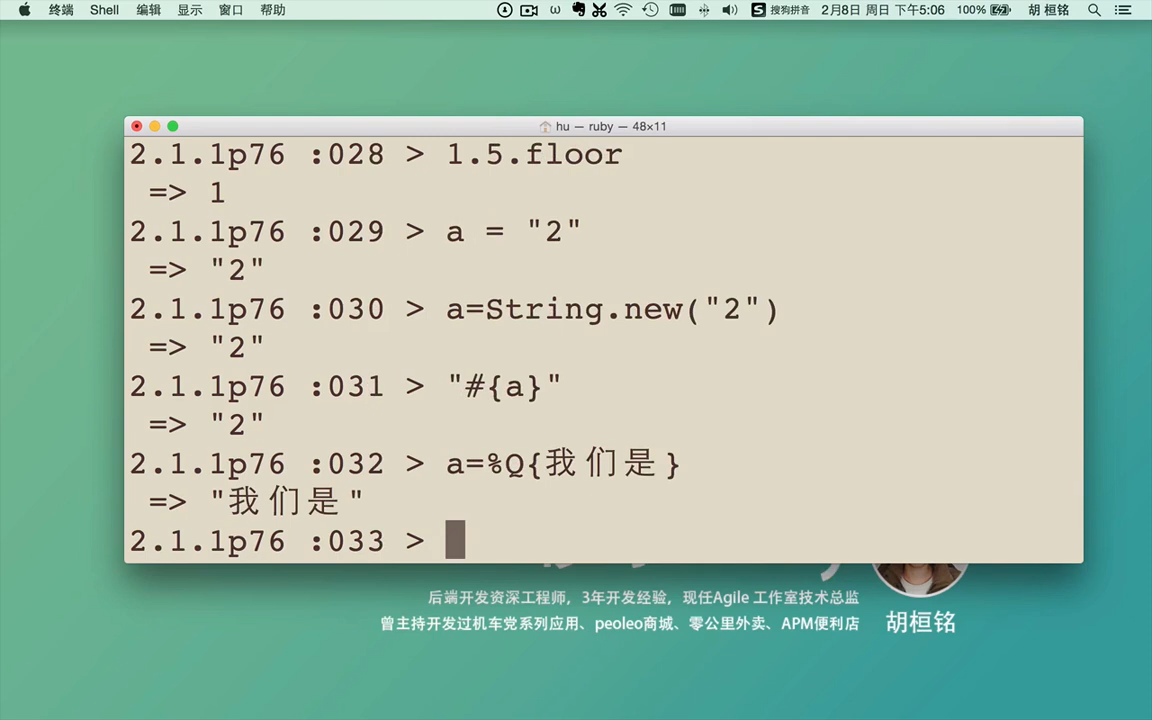 终端 Shell 编辑 显示 窗口 帮助 搜狗拼音 2月8日 周日 下午5:06 100% 胡 桓铭
hu — ruby — 48×11
2.1.1p76 :028 > 1.5.floor
=> 1
2.1.1p76 :029 > a = "2"
=> "2"
2.1.1p76 :030 > a=String.new("2")
=> "2"
2.1.1p76 :031 > "#{a}"
=> "2"
2.1.1p76 :032 > a=%Q{我们是}
=> "我们是"
2.1.1p76 :033 >
后端开发资深工程师，3年开发经验，现任Agile 工作室技术总监
曾主持开发过机车党系列应用、peoleo商城、零公里外卖、APM便利店
胡桓铭